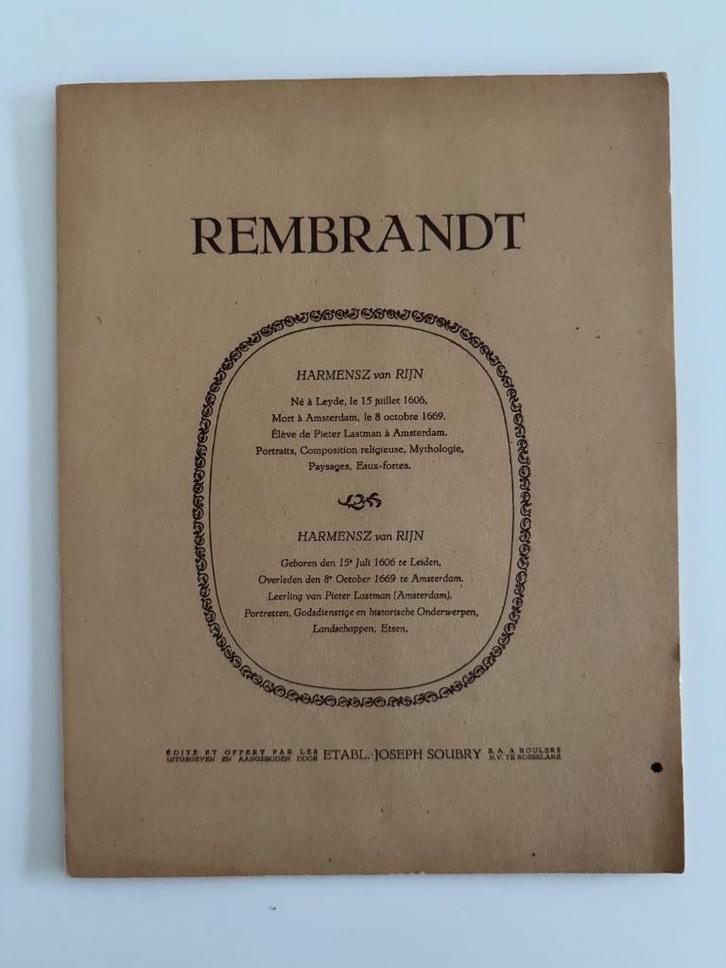 REMBRANDT
HARMENSZ van RIJN
Né à Leyde, le 15 juillet 1606,
Mort à Amsterdam, le 8 octobre 1669.
Élève de Pieter Lastman à Amsterdam.
Portraits, Composition religieuse, Mythologie,
Paysages, Eaux-fortes.
HARMENSZ van RIJN
Geboren den 15ᵉ Juli 1606 te Leiden,
Overleden den 8ᵉ October 1669 te Amsterdam.
Leerling van Pieter Lastman (Amsterdam).
Portretten, Godsdienstige en historische Onderwerpen,
Landschappen, Etsen.
ÉDITÉ ET OFFERT PAR LES
UITGEGEVEN EN AANGEBODEN DOOR
ETABL. JOSEPH SOUBRY
S. A. A ROULERS
N.V. TE ROESELARE